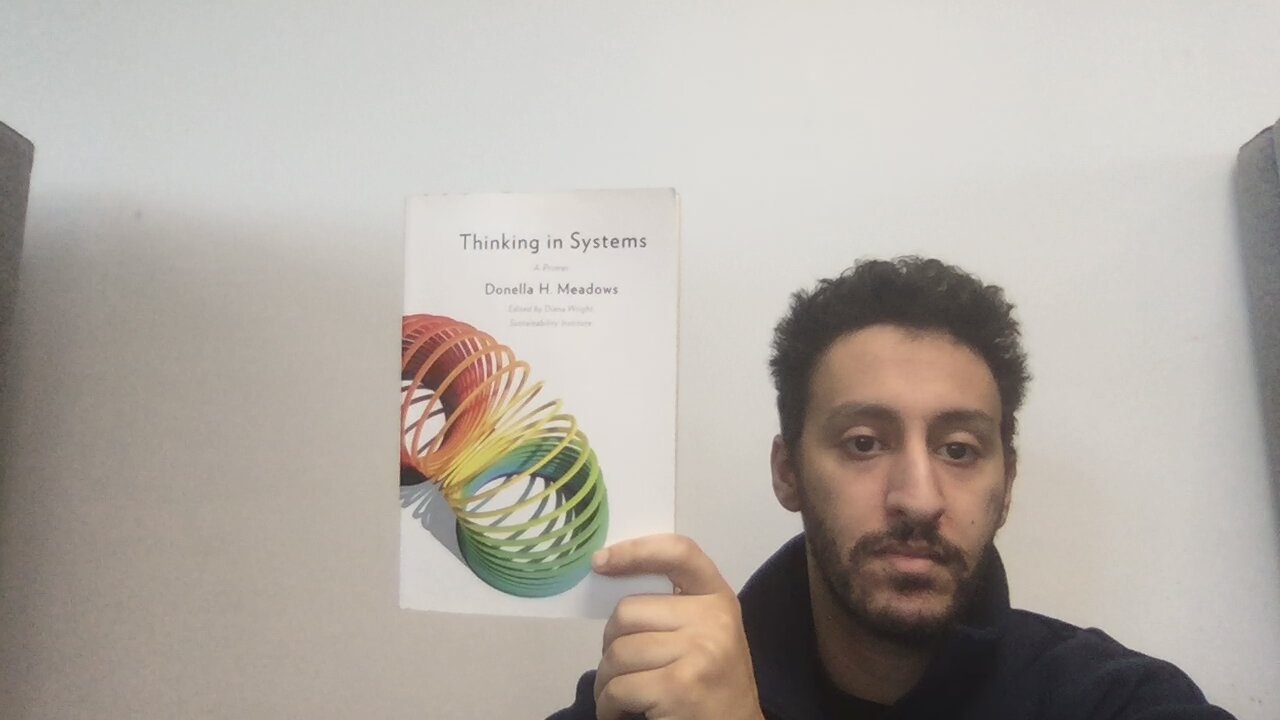 Thinking in Systems
A Primer
Donella H. Meadows
Edited by Diana Wright,
Sustainability Institute